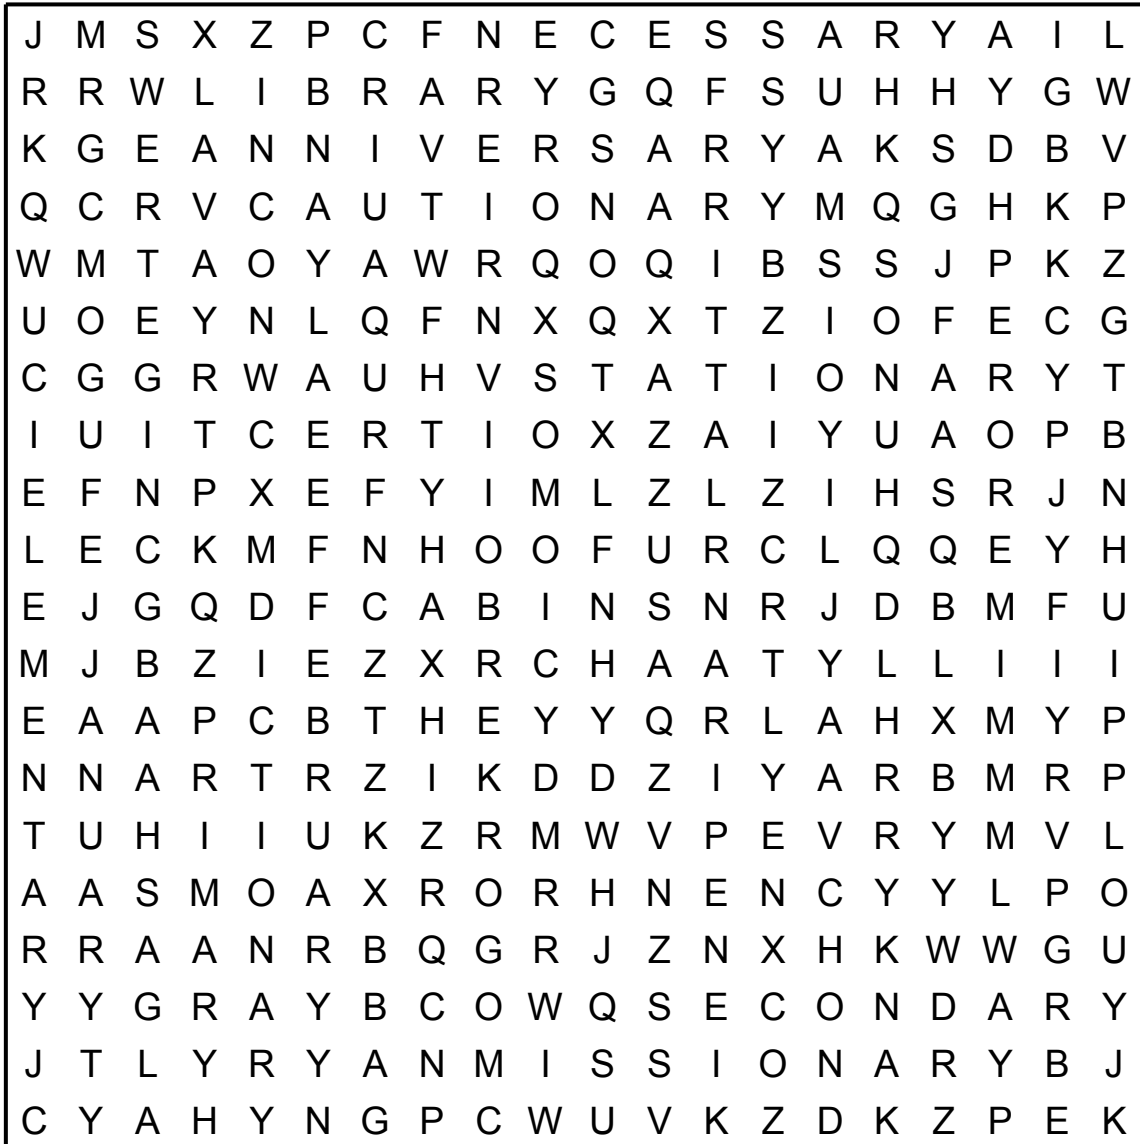 J M S X Z P C F N E C E S S A R Y A I L
R R W L I B R A R Y G Q F S U H H Y G W
K G E A N N I V E R S A R Y A K S D B V
Q C R V C A U T I O N A R Y M Q G H K P
W M T A O Y A W R Q O Q I B S S J P K Z
U O E Y N L Q F N X Q X T Z I O F E C G
C G G R W A U H V S T A T I O N A R Y T
I U I T C E R T I O X Z A I Y U A O P B
E F N P X E F Y I M L Z L Z I H S R J N
L E C K M F N H O O F U R C L Q Q E Y H
E J G Q D F C A B I N S N R J D B M F U
M J B Z I E Z X R C H A A T Y L L I I I
E A A P C B T H E Y Y Q R L A H X M Y P
N N A R T R Z I K D D Z I Y A R B M R P
T U H I I U K Z R M W V P E V R Y M V L
A A S M O A X R O R H N E N C Y Y L P O
R R A A N R B Q G R J Z N X H K W W G U
Y Y G R A Y B C O W Q S E C O N D A R Y
J T L Y R Y A N M I S S I O N A R Y B J
C Y A H Y N G P C W U V K Z D K Z P E K